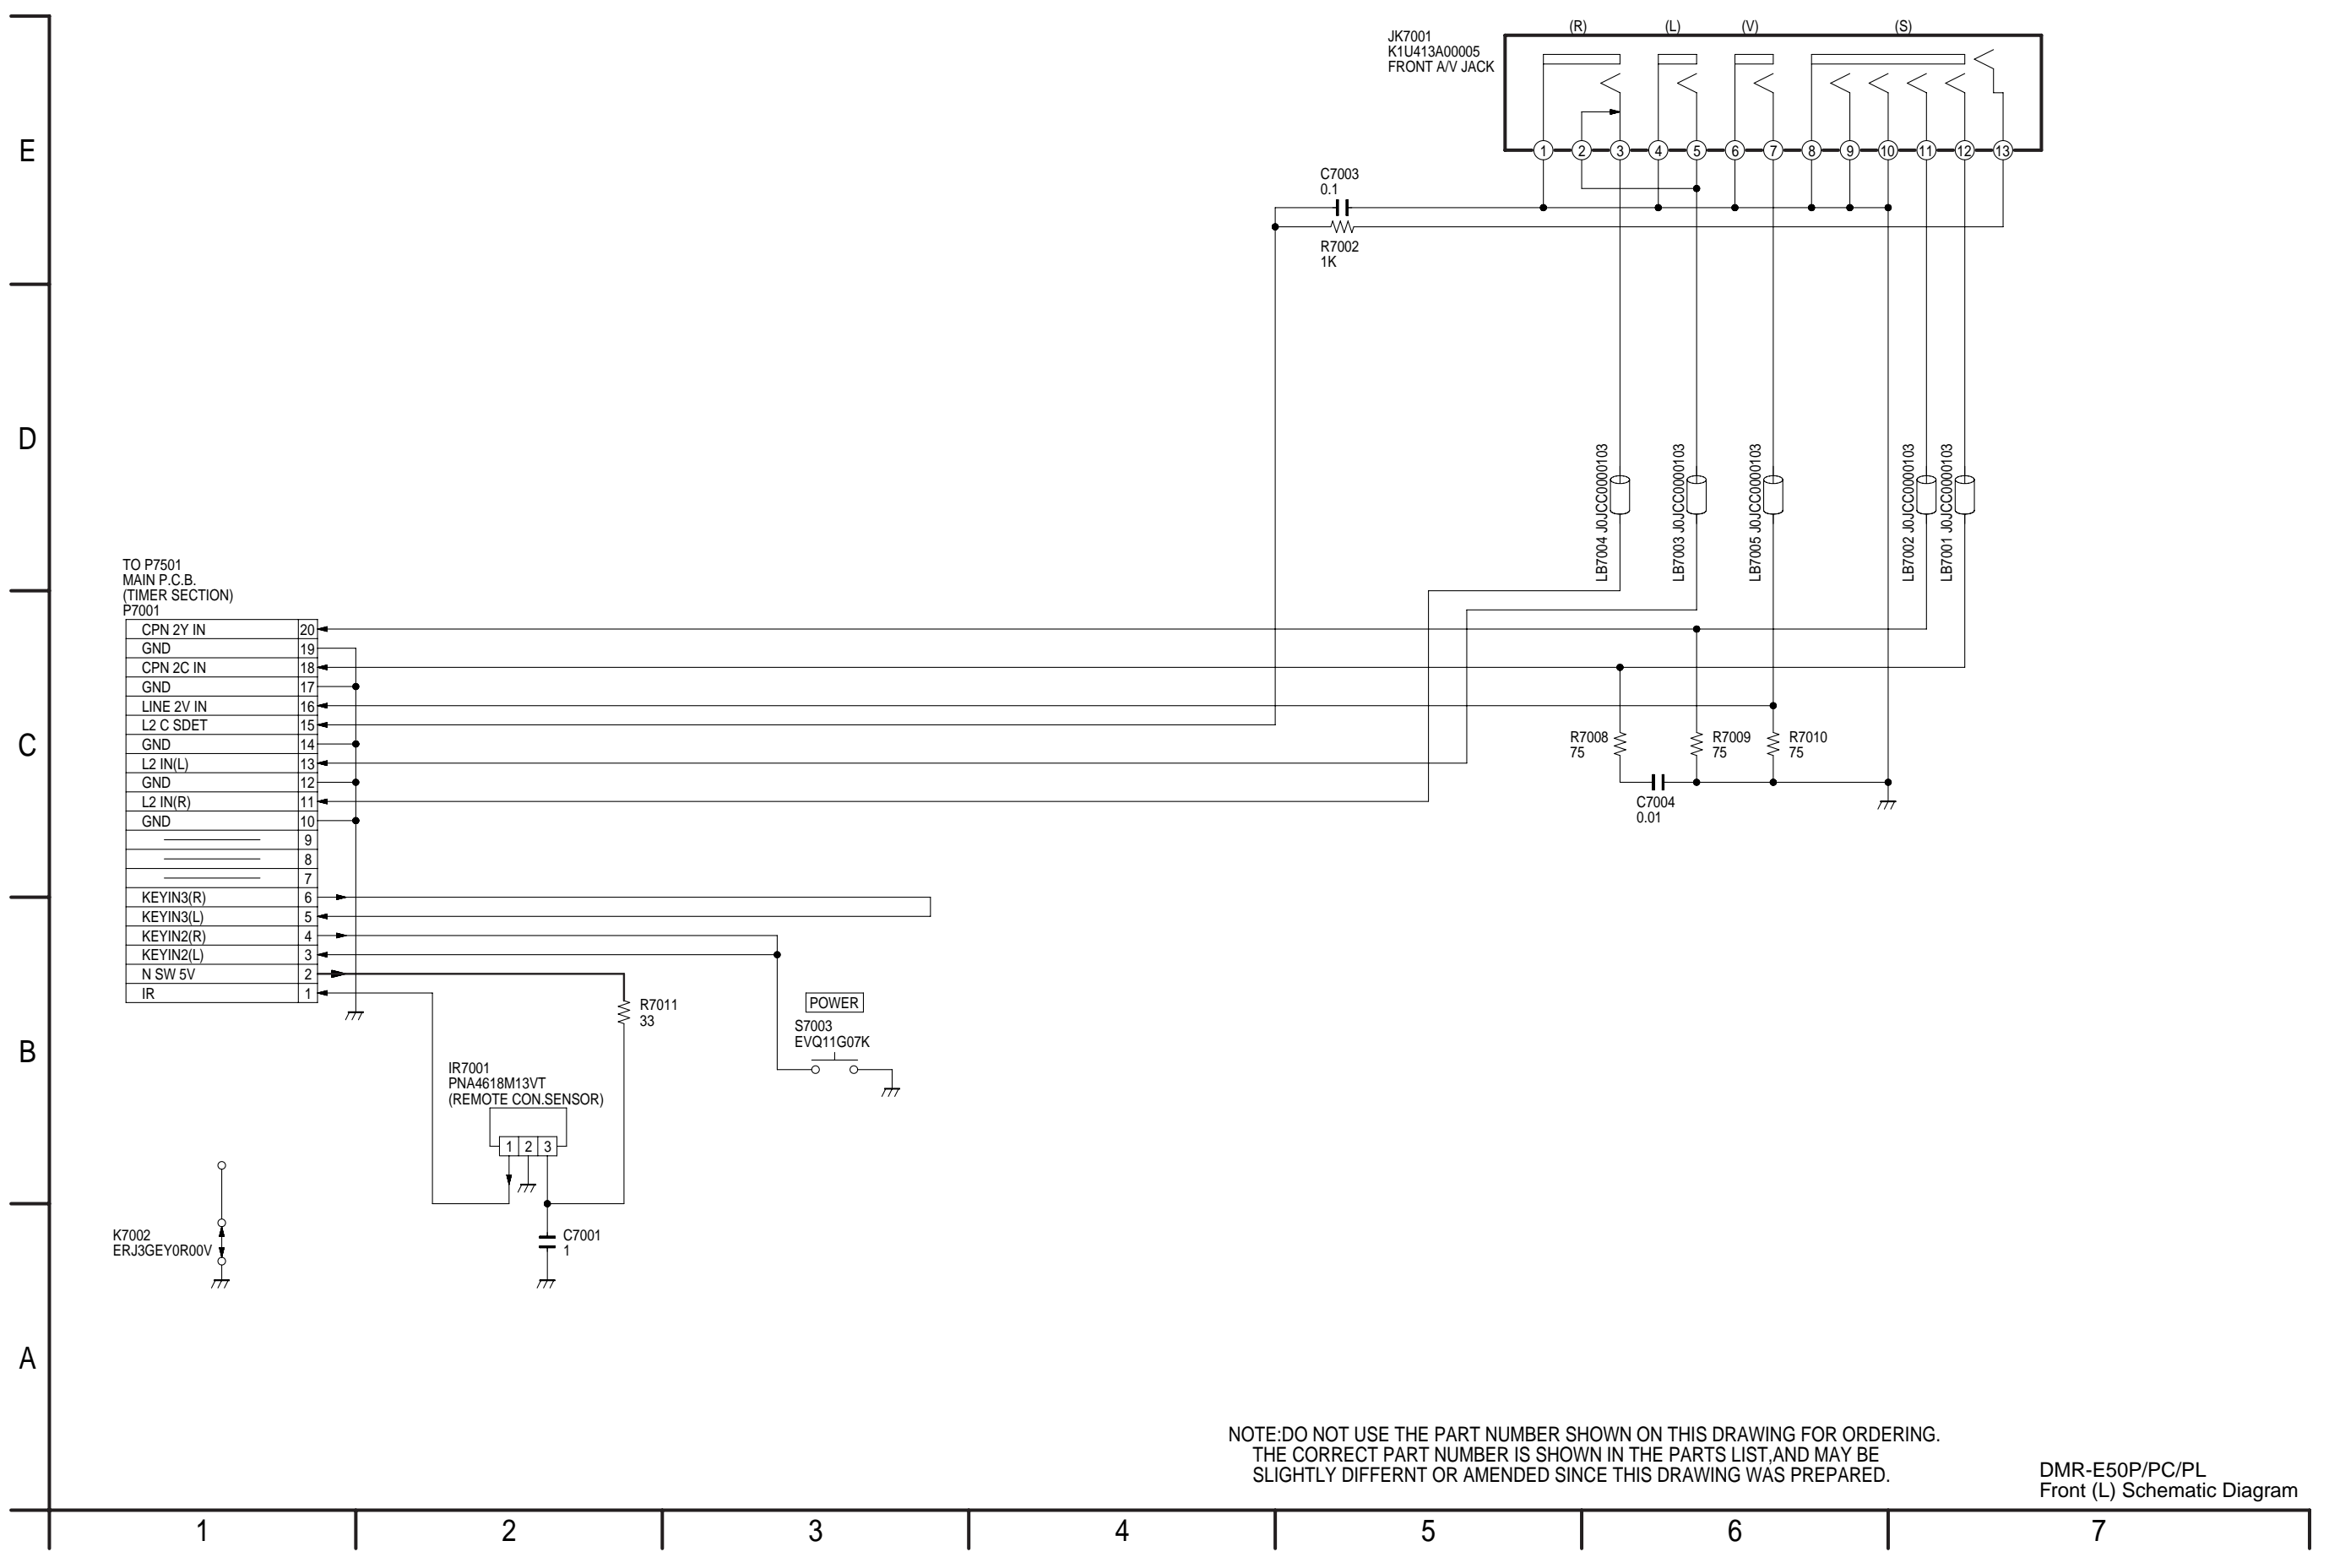 (R) (L) (V) (S)
JK7001
K1U413A00005
FRONT A/V JACK
E
1 2 3 4 5 6 7 8 9 10 11 12 13
C7003
0.1
R7002
1K
D
LB7004 J0JCC0000103
LB7003 J0JCC0000103
LB7005 J0JCC0000103
LB7002 J0JCC0000103
LB7001 J0JCC0000103
TO P7501
MAIN P.C.B.
(TIMER SECTION)
P7001
CPN 2Y IN 20
GND 19
CPN 2C IN 18
GND 17
LINE 2V IN 16
L2 C SDET 15
GND 14
L2 IN(L) 13
GND 12
L2 IN(R) 11
GND 10
9
8
7
KEYIN3(R) 6
KEYIN3(L) 5
KEYIN2(R) 4
KEYIN2(L) 3
N SW 5V 2
IR 1
C
R7008
75
R7009
75
R7010
75
C7004
0.01
R7011
33
POWER
S7003
EVQ11G07K
B
IR7001
PNA4618M13VT
(REMOTE CON.SENSOR)
1 2 3
K7002
ERJ3GEY0R00V
C7001
1
A
NOTE:DO NOT USE THE PART NUMBER SHOWN ON THIS DRAWING FOR ORDERING.
THE CORRECT PART NUMBER IS SHOWN IN THE PARTS LIST,AND MAY BE
SLIGHTLY DIFFERNT OR AMENDED SINCE THIS DRAWING WAS PREPARED.
DMR-E50P/PC/PL
Front (L) Schematic Diagram
1 2 3 4 5 6 7